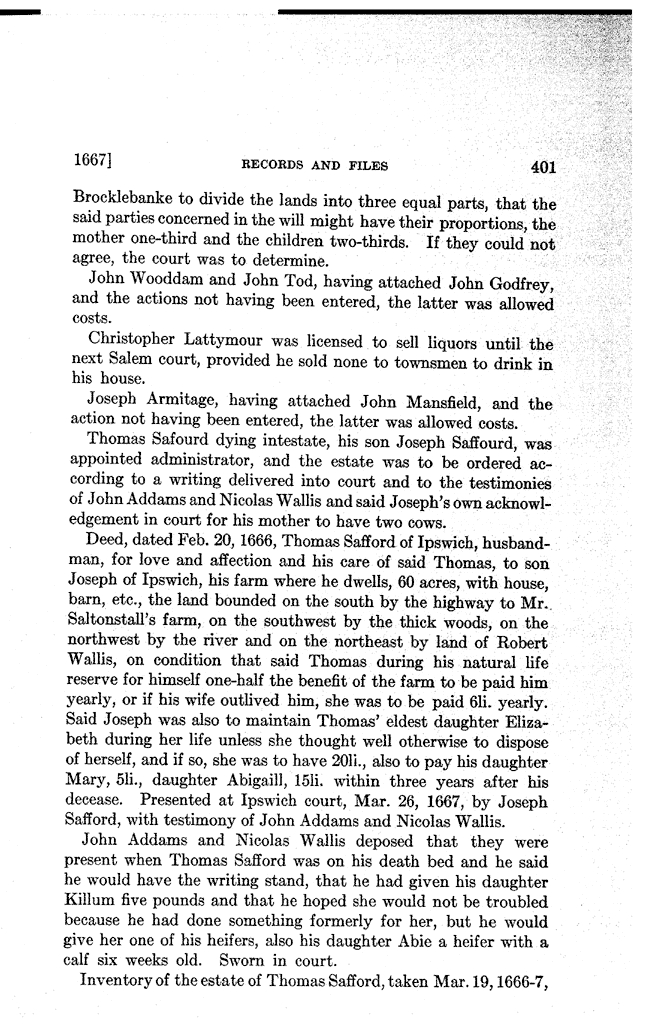 1667] RECORDS AND FILES 401
Brocklebanke to divide the lands into three equal parts, that the
said parties concerned in the will might have their proportions, the
mother one-third and the children two-thirds. If they could not
agree, the court was to determine.
John Wooddam and John Tod, having attached John Godfrey,
and the actions not having been entered, the latter was allowed
costs.
Christopher Lattymour was licensed to sell liquors until the
next Salem court, provided he sold none to townsmen to drink in
his house.
Joseph Armitage, having attached John Mansfield, and the
action not having been entered, the latter was allowed costs.
Thomas Safourd dying intestate, his son Joseph Saffourd, was
appointed administrator, and the estate was to be ordered ac-
cording to a writing delivered into court and to the testimonies
of John Addams and Nicolas Wallis and said Joseph's own acknowl-
edgement in court for his mother to have two cows.
Deed, dated Feb. 20, 1666, Thomas Safford of Ipswich, husband-
man, for love and affection and his care of said Thomas, to son
Joseph of Ipswich, his farm where he dwells, 60 acres, with house,
barn, etc., the land bounded on the south by the highway to Mr.
Saltonstall's farm, on the southwest by the thick woods, on the
northwest by the river and on the northeast by land of Robert
Wallis, on condition that said Thomas during his natural life
reserve for himself one-half the benefit of the farm to be paid him
yearly, or if his wife outlived him, she was to be paid 6li. yearly.
Said Joseph was also to maintain Thomas' eldest daughter Eliza-
beth during her life unless she thought well otherwise to dispose
of herself, and if so, she was to have 20li., also to pay his daughter
Mary, 5li., daughter Abigaill, 15li. within three years after his
decease. Presented at Ipswich court, Mar. 26, 1667, by Joseph
Safford, with testimony of John Addams and Nicolas Wallis.
John Addams and Nicolas Wallis deposed that they were
present when Thomas Safford was on his death bed and he said
he would have the writing stand, that he had given his daughter
Killum five pounds and that he hoped she would not be troubled
because he had done something formerly for her, but he would
give her one of his heifers, also his daughter Abie a heifer with a
calf six weeks old. Sworn in court.
Inventory of the estate of Thomas Safford, taken Mar. 19, 1666-7,